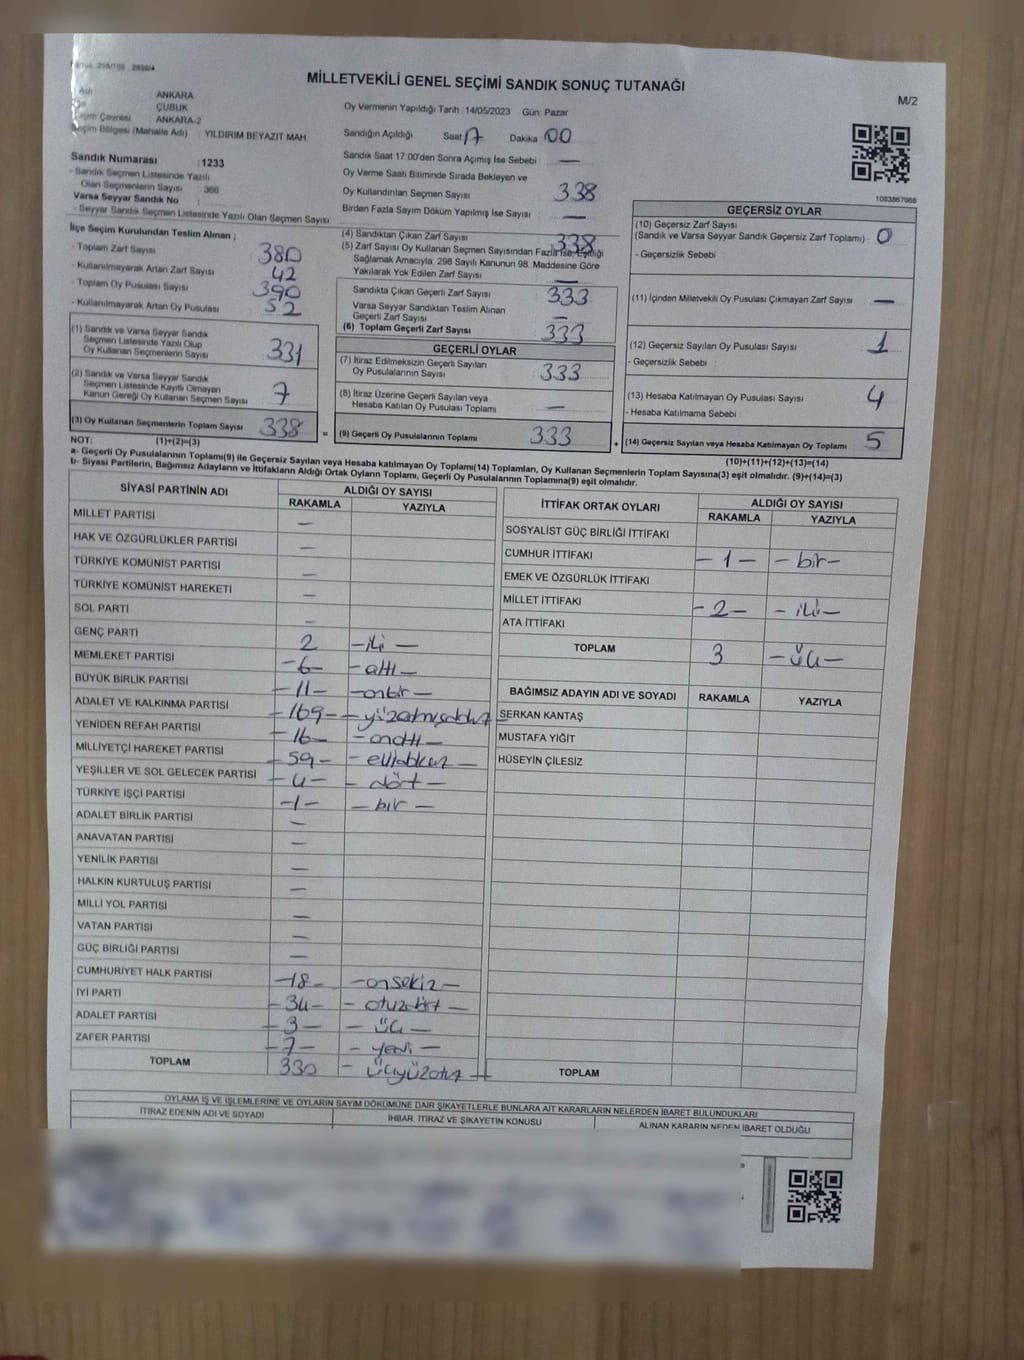 MİLLETVEKİLİ GENEL SEÇİMİ SANDIK SONUÇ TUTANAĞI
M/2
ANKARA
ÇUBUK
Seçim Çevresi : ANKARA-2
Seçim Bölgesi (Mahalle Adı) : YILDIRIM BEYAZIT MAH
Sandık Numarası : 1233
- Sandık Seçmen Listesinde Yazılı
Olan Seçmenlerin Sayısı : 366
Varsa Seyyar Sandık No :
- Seyyar Sandık Seçmen Listesinde Yazılı Olan Seçmen Sayısı :
Oy Vermenin Yapıldığı Tarih :14/05/2023 Gün: Pazar
Sandığın Açıldığı Saat 17 Dakika 00
Sandık Saat 17:00'den Sonra Açımış İse Sebebi —
Oy Verme Saati Bitiminde Sırada Bekleyen ve
Oy Kullandırılan Seçmen Sayısı 338
Birden Fazla Sayım Döküm Yapılmış İse Sayısı : —
1083867988
İlçe Seçim Kurulundan Teslim Alınan ;
- Toplam Zarf Sayısı : 380
- Kullanılmayarak Artan Zarf Sayısı : 42
- Toplam Oy Pusulası Sayısı : 390
- Kullanılmayarak Artan Oy Pusulası : 52
(1) Sandık ve Varsa Seyyar Sandık
Seçmen Listesinde Yazılı Olup
Oy Kullanan Seçmenlerin Sayısı : 331
(2) Sandık ve Varsa Seyyar Sandık
Seçmen Listesinde Kayıtlı Olmayan
Kanun Gereği Oy Kullanan Seçmen Sayısı : 7
(3) Oy Kullanan Seçmenlerin Toplam Sayısı : 338
(4) Sandıktan Çıkan Zarf Sayısı : 338
(5) Zarf Sayısı Oy Kullanan Seçmen Sayısından Fazla İse, Eşitliği
Sağlamak Amacıyla; 298 Sayılı Kanunun 98. Maddesine Göre
Yakılarak Yok Edilen Zarf Sayısı : —
Sandıkta Çıkan Geçerli Zarf Sayısı : 333
Varsa Seyyar Sandıktan Teslim Alınan
Geçerli Zarf Sayısı : —
(6) Toplam Geçerli Zarf Sayısı : 333
GEÇERLİ OYLAR
(7) İtiraz Edilmeksizin Geçerli Sayılan
Oy Pusulalarının Sayısı : 333
(8) İtiraz Üzerine Geçerli Sayılan veya
Hesaba Katılan Oy Pusulası Toplamı : —
= (9) Geçerli Oy Pusulalarının Toplamı : 333
GEÇERSİZ OYLAR
(10) Geçersiz Zarf Sayısı
(Sandık ve Varsa Seyyar Sandık Geçersiz Zarf Toplamı) : 0
- Geçersizlik Sebebi :
(11) İçinden Milletvekili Oy Pusulası Çıkmayan Zarf Sayısı : —
(12) Geçersiz Sayılan Oy Pusulası Sayısı : 1
- Geçersizlik Sebebi :
(13) Hesaba Katılmayan Oy Pusulası Sayısı : 4
- Hesaba Katılmama Sebebi :
+ (14) Geçersiz Sayılan veya Hesaba Katılmayan Oy Toplamı : 5
NOT: (1)+(2)=(3)
(10)+(11)+(12)+(13)=(14)
a- Geçerli Oy Pusulalarının Toplamı(9) ile Geçersiz Sayılan veya Hesaba katılmayan Oy Toplamı(14) Toplamları, Oy Kullanan Seçmenlerin Toplam Sayısına(3) eşit olmalıdır. (9)+(14)=(3)
b- Siyasi Partilerin, Bağımsız Adayların ve İttifakların Aldığı Ortak Oyların Toplamı, Geçerli Oy Pusulalarının Toplamına(9) eşit olmalıdır.
SİYASİ PARTİNİN ADI ALDIĞI OY SAYISI
RAKAMLA YAZIYLA
MİLLET PARTİSİ —
HAK VE ÖZGÜRLÜKLER PARTİSİ —
TÜRKİYE KOMÜNİST PARTİSİ —
TÜRKİYE KOMÜNİST HAREKETİ —
SOL PARTİ —
GENÇ PARTİ 2 — iki —
MEMLEKET PARTİSİ — 6 — — altı —
BÜYÜK BİRLİK PARTİSİ — 11 — — onbir —
ADALET VE KALKINMA PARTİSİ — 169 — — yüzaltmışdokuz —
YENİDEN REFAH PARTİSİ — 16 — — onaltı —
MİLLİYETÇİ HAREKET PARTİSİ — 59 — — ellidokuz —
YEŞİLLER VE SOL GELECEK PARTİSİ — 4 — — dört —
TÜRKİYE İŞÇİ PARTİSİ — 1 — — bir —
ADALET BİRLİK PARTİSİ —
ANAVATAN PARTİSİ —
YENİLİK PARTİSİ —
HALKIN KURTULUŞ PARTİSİ —
MİLLİ YOL PARTİSİ —
VATAN PARTİSİ —
GÜÇ BİRLİĞİ PARTİSİ —
CUMHURİYET HALK PARTİSİ — 18 — — onsekiz —
İYİ PARTİ — 34 — — otuzdört —
ADALET PARTİSİ — 3 — — üç —
ZAFER PARTİSİ — 7 — — yedi —
TOPLAM 330 — üçyüzotuz —
İTTİFAK ORTAK OYLARI ALDIĞI OY SAYISI
RAKAMLA YAZIYLA
SOSYALİST GÜÇ BİRLİĞİ İTTİFAKI
CUMHUR İTTİFAKI — 1 — — bir —
EMEK VE ÖZGÜRLÜK İTTİFAKI
MİLLET İTTİFAKI — 2 — — iki —
ATA İTTİFAKI
TOPLAM 3 — üç —
BAĞIMSIZ ADAYIN ADI VE SOYADI RAKAMLA YAZIYLA
SERKAN KANTAŞ
MUSTAFA YİĞİT
HÜSEYİN ÇİLESİZ
TOPLAM
OYLAMA İŞ VE İŞLEMLERİNE VE OYLARIN SAYIM DÖKÜMÜNE DAİR ŞİKAYETLERLE BUNLARA AİT KARARLARIN NELERDEN İBARET BULUNDUKLARI
İTİRAZ EDENİN ADI VE SOYADI İHBAR, İTİRAZ VE ŞİKAYETİN KONUSU ALINAN KARARIN NEDEN İBARET OLDUĞU